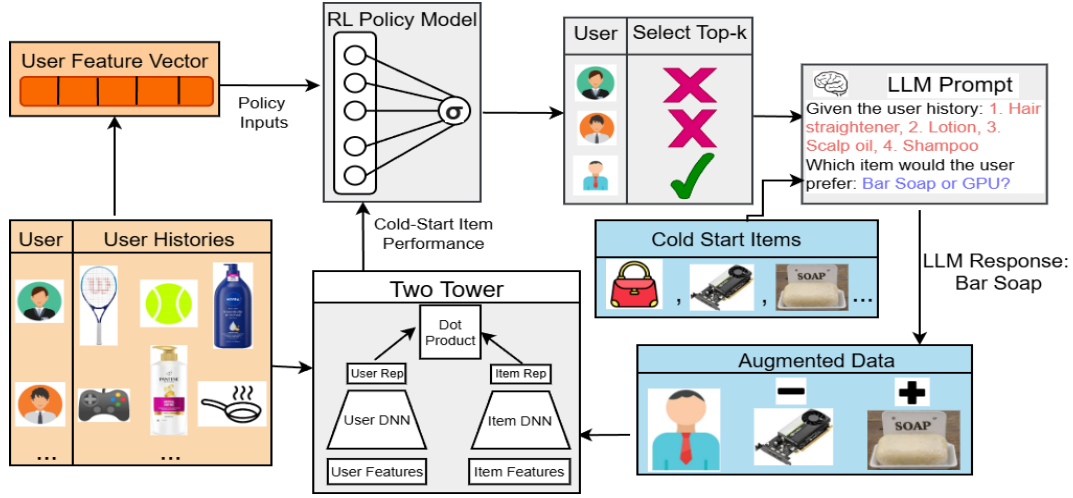 RL Policy Model
User Feature Vector
Policy
Inputs
σ
User
Select Top-k
LLM Prompt
Given the user history: 1. Hair
straightener, 2. Lotion, 3.
Scalp oil, 4. Shampoo
Which item would the user
prefer: Bar Soap or GPU?
Cold-Start Item
Performance
User
User Histories
...
...
Cold Start Items
SOAP
, , ...
LLM Response:
Bar Soap
Two Tower
Dot
Product
User Rep
Item Rep
User DNN
Item DNN
User Features
Item Features
Augmented Data
SOAP